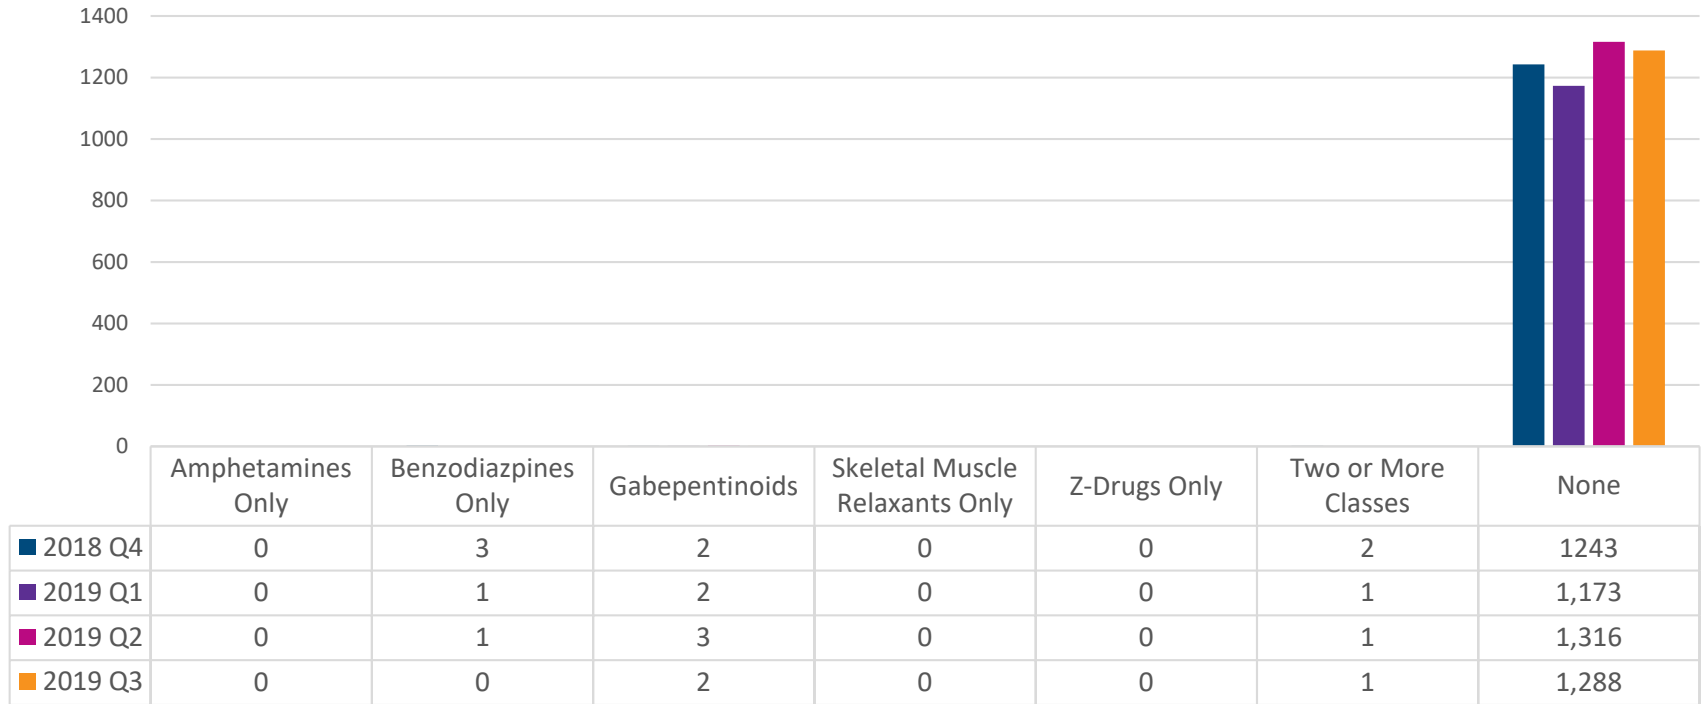 1400
1200
1000
800
600
400
200
0
Amphetamines Only Benzodiazpines Only Gabepentinoids Skeletal Muscle Relaxants Only Z-Drugs Only Two or More Classes None
2018 Q4 0 3 2 0 0 2 1243
2019 Q1 0 1 2 0 0 1 1,173
2019 Q2 0 1 3 0 0 1 1,316
2019 Q3 0 0 2 0 0 1 1,288